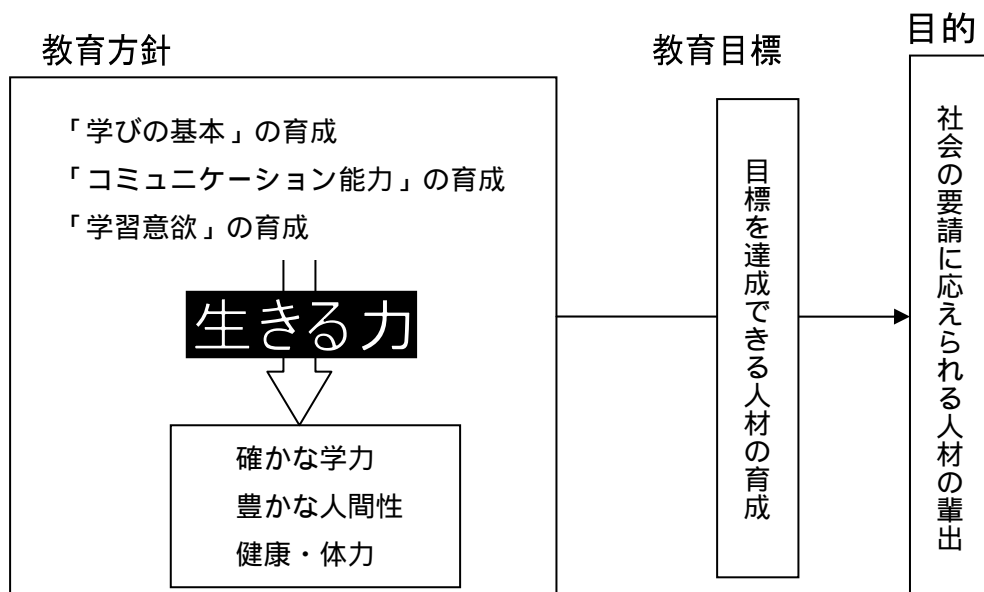 教育方針
「学びの基本」の育成
「コミュニケーション能力」の育成
「学習意欲」の育成
生きる力
確かな学力
豊かな人間性
健康・体力
教育目標
目標を達成できる人材の育成
目的
社会の要請に応えられる人材の輩出